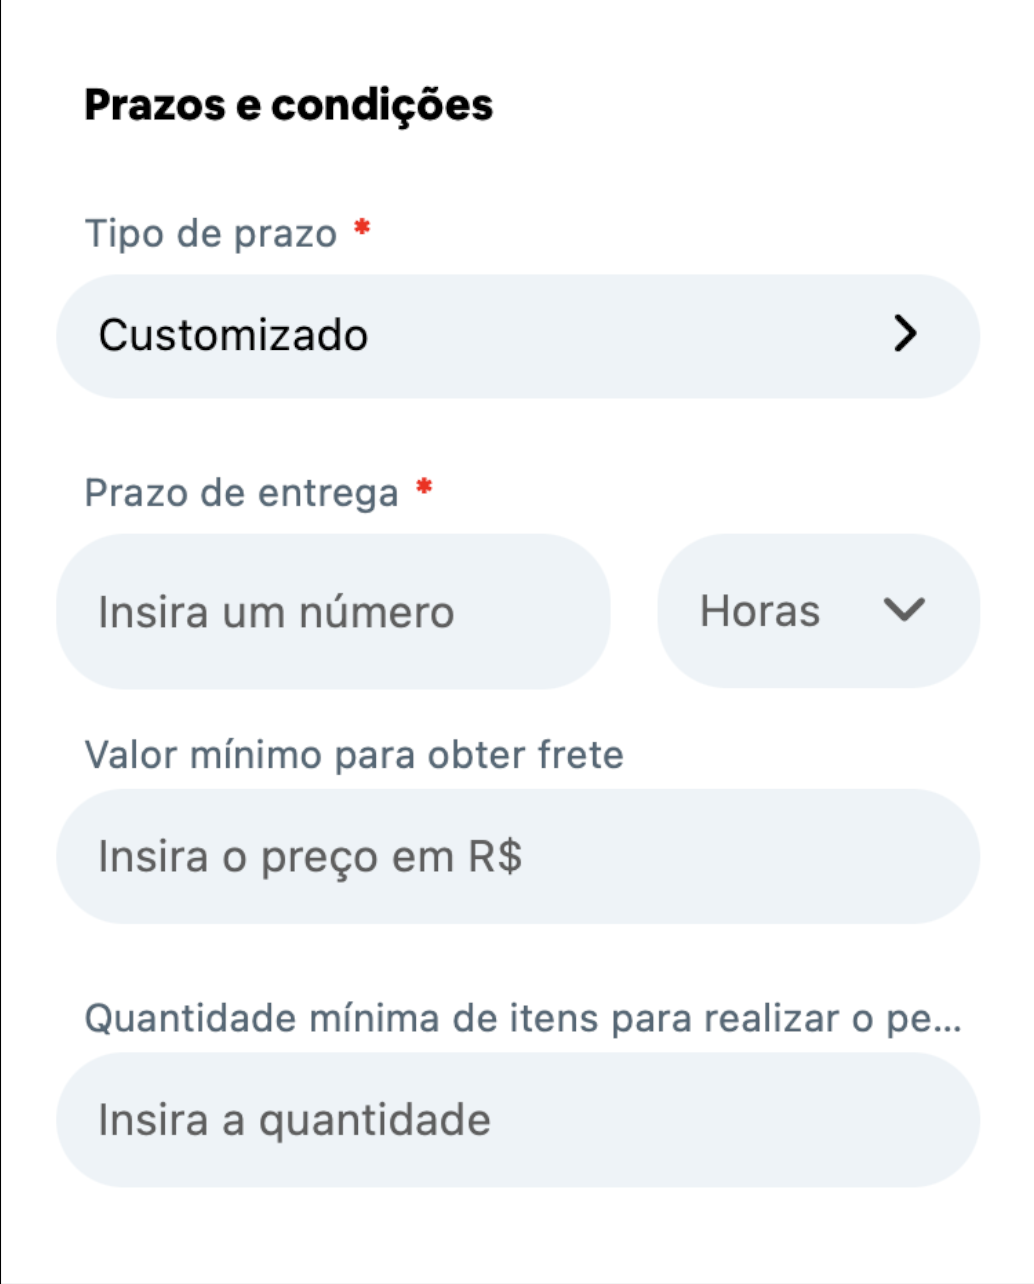 Prazos e condições
Tipo de prazo *
Customizado
Prazo de entrega *
Insira um número
Horas
Valor mínimo para obter frete
Insira o preço em R$
Quantidade mínima de itens para realizar o pe...
Insira a quantidade